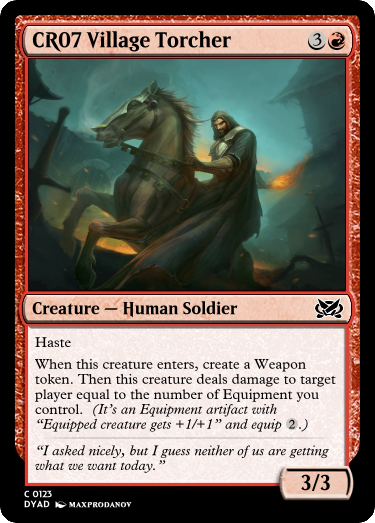 CR07 Village Torcher 3
Creature — Human Soldier
Haste
When this creature enters, create a Weapon
token. Then this creature deals damage to target
player equal to the number of Equipment you
control. (It's an Equipment artifact with
"Equipped creature gets +1/+1" and equip 2.)
"I asked nicely, but I guess neither of us are getting
what we want today."
3/3
C 0123
DYAD MAXPRODANOV